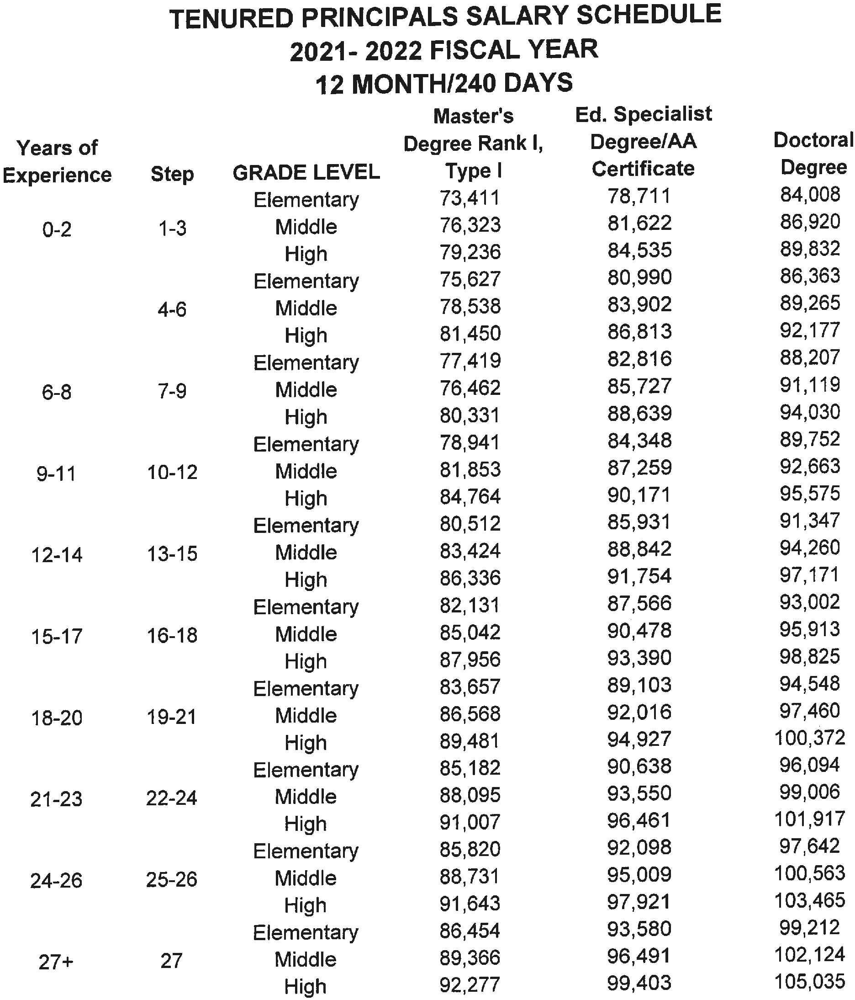 TENURED PRINCIPALS SALARY SCHEDULE
2021- 2022 FISCAL YEAR
12 MONTH/240 DAYS
Master's Ed. Specialist
Years of Degree Rank I, Degree/AA Doctoral
Experience Step GRADE LEVEL Type I Certificate Degree
Elementary 73,411 78,711 84,008
0-2 1-3 Middle 76,323 81,622 86,920
High 79,236 84,535 89,832
Elementary 75,627 80,990 86,363
4-6 Middle 78,538 83,902 89,265
High 81,450 86,813 92,177
Elementary 77,419 82,816 88,207
6-8 7-9 Middle 76,462 85,727 91,119
High 80,331 88,639 94,030
Elementary 78,941 84,348 89,752
9-11 10-12 Middle 81,853 87,259 92,663
High 84,764 90,171 95,575
Elementary 80,512 85,931 91,347
12-14 13-15 Middle 83,424 88,842 94,260
High 86,336 91,754 97,171
Elementary 82,131 87,566 93,002
15-17 16-18 Middle 85,042 90,478 95,913
High 87,956 93,390 98,825
Elementary 83,657 89,103 94,548
18-20 19-21 Middle 86,568 92,016 97,460
High 89,481 94,927 100,372
Elementary 85,182 90,638 96,094
21-23 22-24 Middle 88,095 93,550 99,006
High 91,007 96,461 101,917
Elementary 85,820 92,098 97,642
24-26 25-26 Middle 88,731 95,009 100,563
High 91,643 97,921 103,465
Elementary 86,454 93,580 99,212
27+ 27 Middle 89,366 96,491 102,124
High 92,277 99,403 105,035